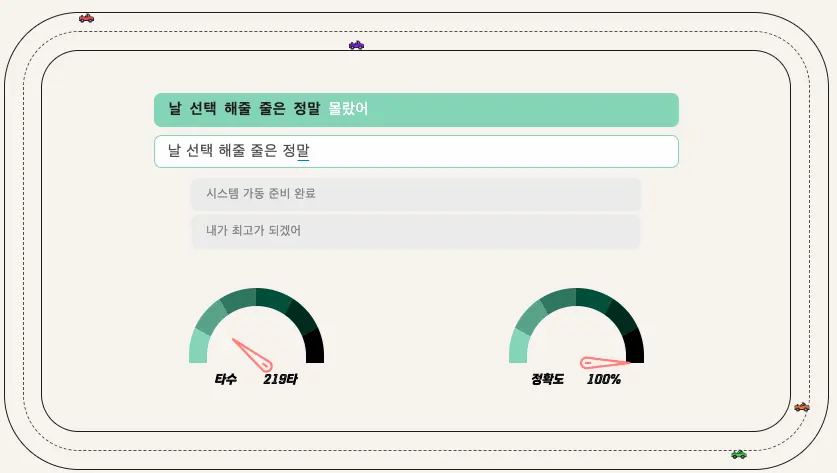 날 선택 해줄 줄은 정말 몰랐어
날 선택 해줄 줄은 정말
시스템 가동 준비 완료
내가 최고가 되겠어
타수 219타
정확도 100%